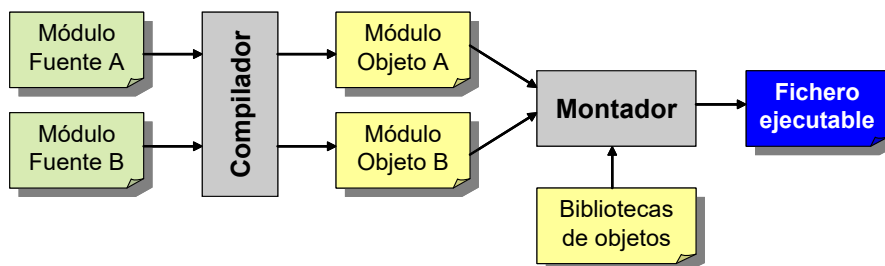 Módulo
Fuente A
Módulo
Fuente B
Compilador
Módulo
Objeto A
Módulo
Objeto B
Montador
Bibliotecas
de objetos
Fichero
ejecutable